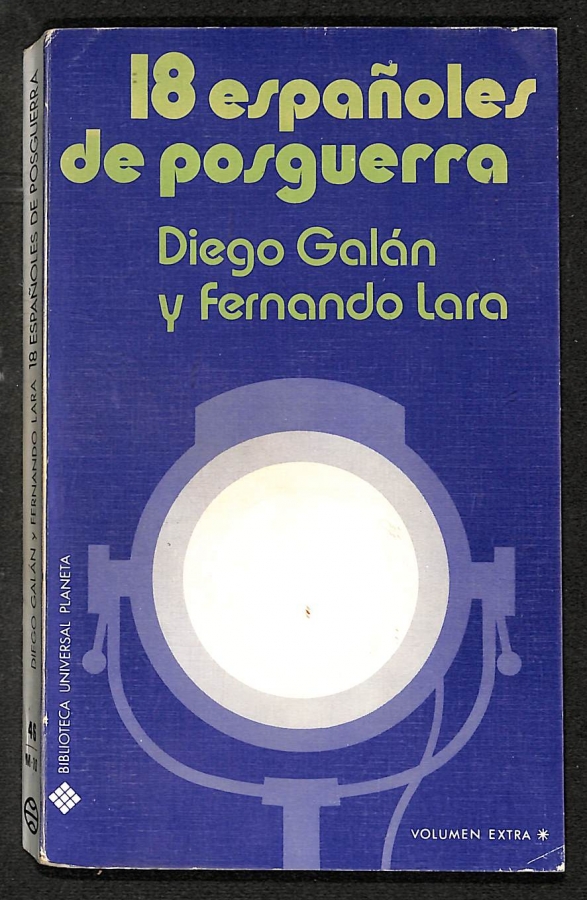 18 españoles
de posguerra
Diego Galán
y Fernando Lara
BIBLIOTECA UNIVERSAL PLANETA
VOLUMEN EXTRA *
DIEGO GALÁN y FERNANDO LARA 18 ESPAÑOLES DE POSGUERRA
46